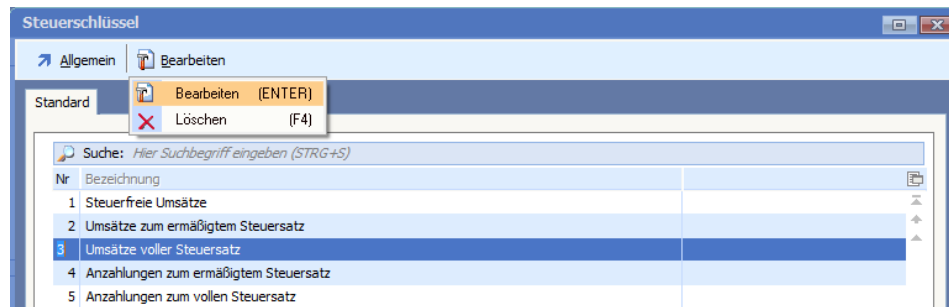 Steuerschlüssel
Allgemein Bearbeiten
Bearbeiten (ENTER)
Standard
Löschen (F4)
Suche: Hier Suchbegriff eingeben (STRG+S)
Nr Bezeichnung
1 Steuerfreie Umsätze
2 Umsätze zum ermäßigtem Steuersatz
3 Umsätze voller Steuersatz
4 Anzahlungen zum ermäßigtem Steuersatz
5 Anzahlungen zum vollen Steuersatz